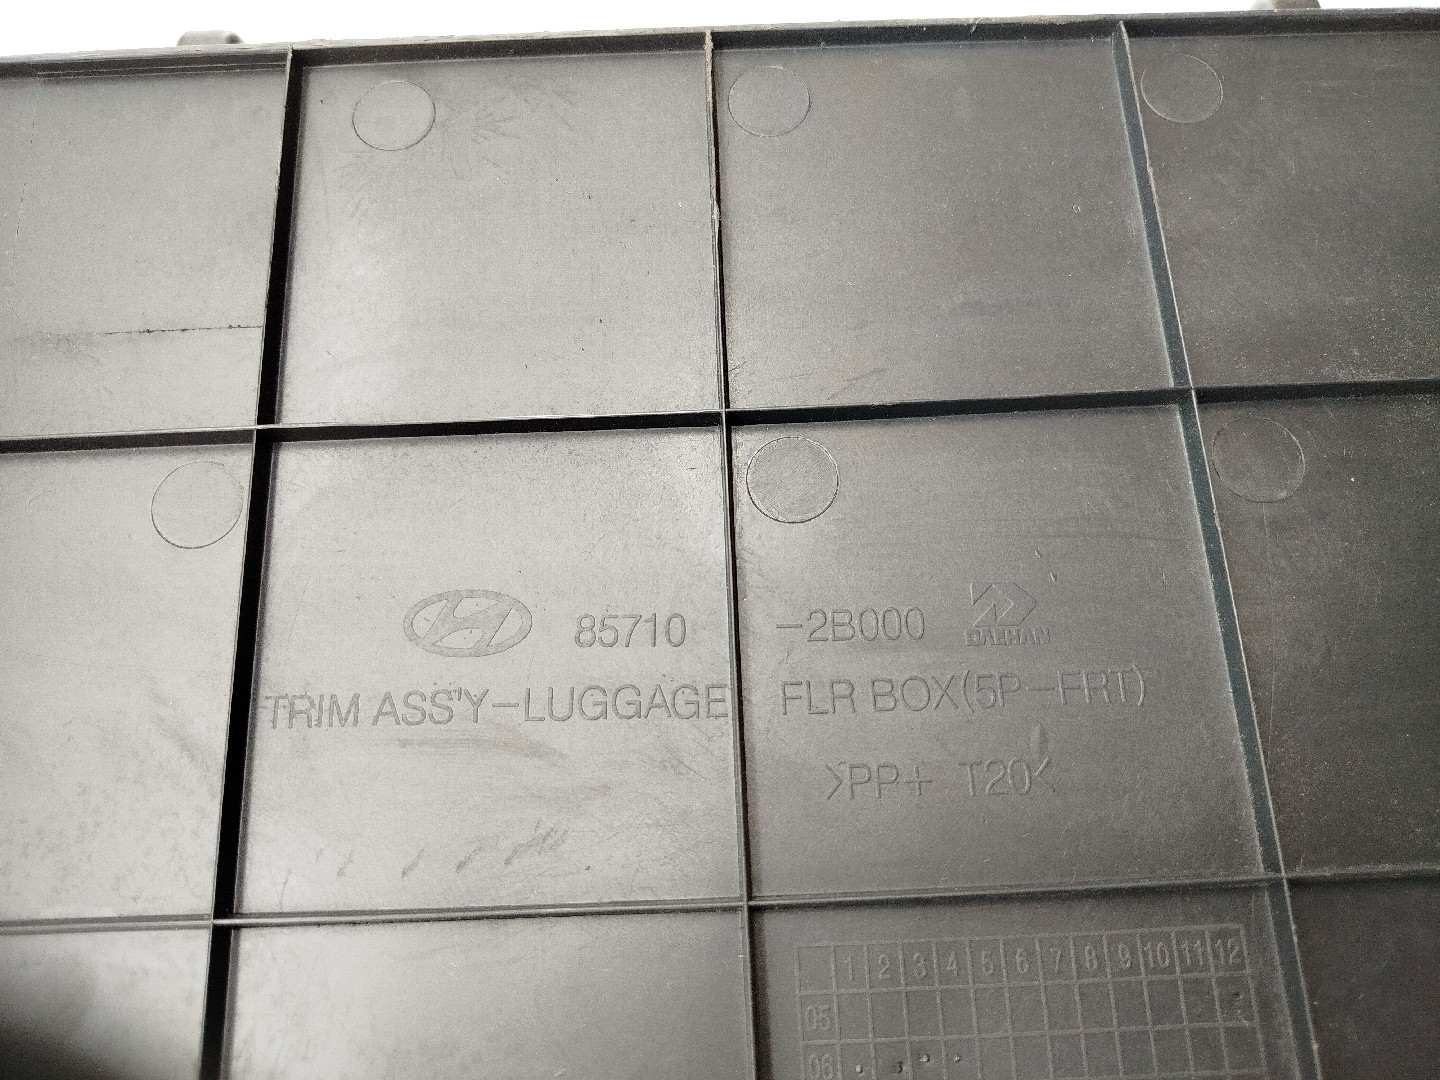 85710 -2B000 DAEHAN
TRIM ASS'Y-LUGGAGE FLR BOX(5P-FRT)
>PP+ T20<
1 2 3 4 5 6 7 8 9 10 11 12
05
06